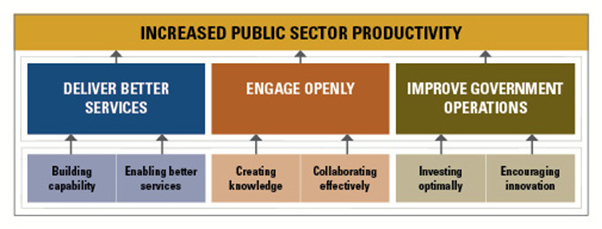 INCREASED PUBLIC SECTOR PRODUCTIVITY
DELIVER BETTER
SERVICES
ENGAGE OPENLY
IMPROVE GOVERNMENT
OPERATIONS
Building
capability
Enabling better
services
Creating
knowledge
Collaborating
effectively
Investing
optimally
Encouraging
innovation